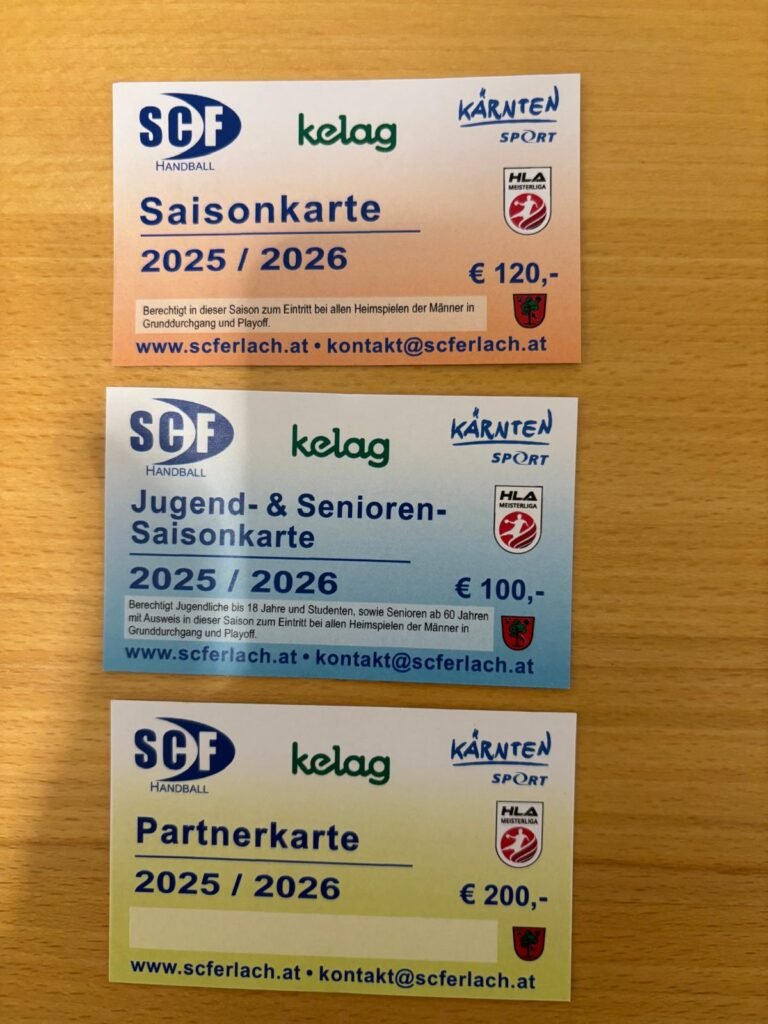 SCF
HANDBALL
kelag
KÄRNTEN
SPORT
HLA
MEISTERLIGA
Saisonkarte
2025 / 2026
€ 120,-
Berechtigt in dieser Saison zum Eintritt bei allen Heimspielen der Männer in
Grunddurchgang und Playoff.
www.scferlach.at • kontakt@scferlach.at
SCF
HANDBALL
kelag
KÄRNTEN
SPORT
HLA
MEISTERLIGA
Jugend- & Senioren-
Saisonkarte
2025 / 2026
€ 100,-
Berechtigt Jugendliche bis 18 Jahre und Studenten, sowie Senioren ab 60 Jahren
mit Ausweis in dieser Saison zum Eintritt bei allen Heimspielen der Männer in
Grunddurchgang und Playoff.
www.scferlach.at • kontakt@scferlach.at
SCF
HANDBALL
kelag
KÄRNTEN
SPORT
HLA
MEISTERLIGA
Partnerkarte
2025 / 2026
€ 200,-
www.scferlach.at • kontakt@scferlach.at